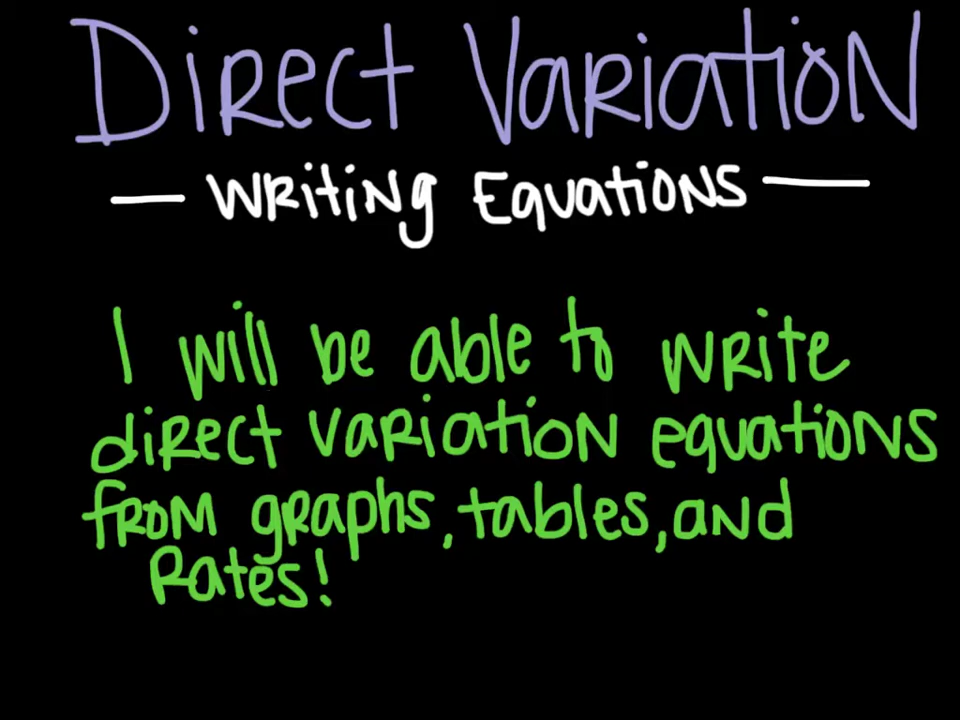 Direct Variation
— Writing Equations —
I will be able to write
direct variation equations
from graphs, tables, and
Rates!